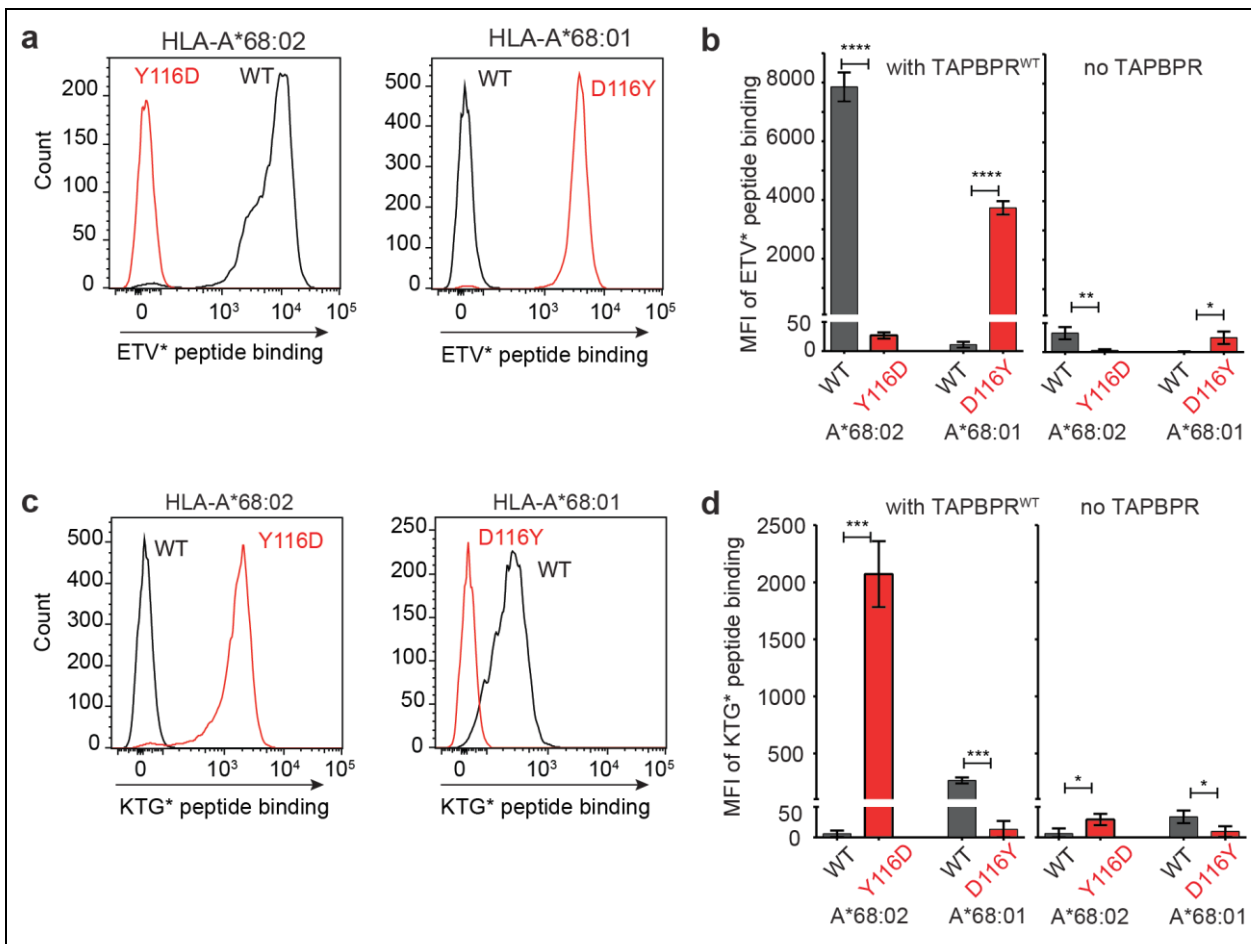 a
HLA-A*68:02
Y116D
WT
200
150
100
50
0
Count
0 10³ 10⁴ 10⁵
ETV* peptide binding
HLA-A*68:01
WT
D116Y
500
400
300
200
100
0
0 10³ 10⁴ 10⁵
ETV* peptide binding
b
with TAPBPRᵂᵀ
no TAPBPR
MFI of ETV* peptide binding
8000
6000
4000
2000
50
0
****
****
**
*
WT Y116D WT D116Y WT Y116D WT D116Y
A*68:02 A*68:01 A*68:02 A*68:01
c
HLA-A*68:02
WT
Y116D
500
400
300
200
100
0
Count
0 10³ 10⁴ 10⁵
KTG* peptide binding
HLA-A*68:01
D116Y
WT
250
200
150
100
50
0
0 10³ 10⁴ 10⁵
KTG* peptide binding
d
with TAPBPRᵂᵀ
no TAPBPR
MFI of KTG* peptide binding
2500
2000
1500
1000
500
50
0
***
***
*
*
WT Y116D WT D116Y WT Y116D WT D116Y
A*68:02 A*68:01 A*68:02 A*68:01